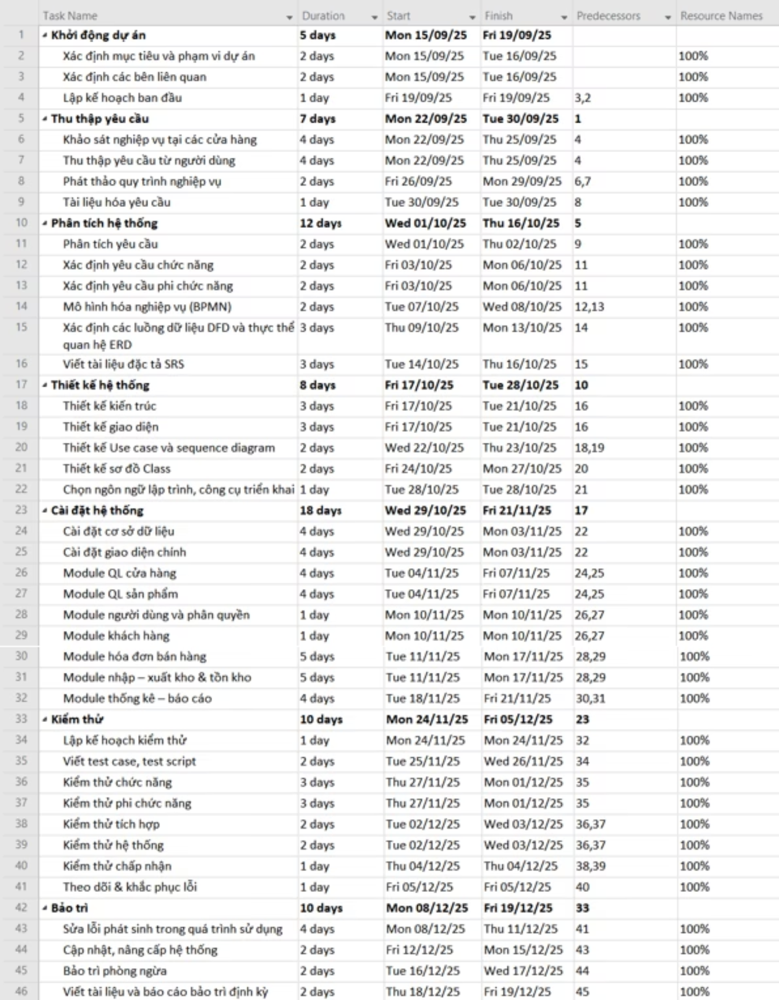 Task Name Duration Start Finish Predecessors Resource Names
1 Khởi động dự án 5 days Mon 15/09/25 Fri 19/09/25
2 Xác định mục tiêu và phạm vi dự án 2 days Mon 15/09/25 Tue 16/09/25 100%
3 Xác định các bên liên quan 2 days Mon 15/09/25 Tue 16/09/25 100%
4 Lập kế hoạch ban đầu 1 day Fri 19/09/25 Fri 19/09/25 3,2 100%
5 Thu thập yêu cầu 7 days Mon 22/09/25 Tue 30/09/25 1
6 Khảo sát nghiệp vụ tại các cửa hàng 4 days Mon 22/09/25 Thu 25/09/25 4 100%
7 Thu thập yêu cầu từ người dùng 4 days Mon 22/09/25 Thu 25/09/25 4 100%
8 Phát thảo quy trình nghiệp vụ 2 days Fri 26/09/25 Mon 29/09/25 6,7 100%
9 Tài liệu hóa yêu cầu 1 day Tue 30/09/25 Tue 30/09/25 8 100%
10 Phân tích hệ thống 12 days Wed 01/10/25 Thu 16/10/25 5
11 Phân tích yêu cầu 2 days Wed 01/10/25 Thu 02/10/25 9 100%
12 Xác định yêu cầu chức năng 2 days Fri 03/10/25 Mon 06/10/25 11 100%
13 Xác định yêu cầu phi chức năng 2 days Fri 03/10/25 Mon 06/10/25 11 100%
14 Mô hình hóa nghiệp vụ (BPMN) 2 days Tue 07/10/25 Wed 08/10/25 12,13 100%
15 Xác định các luồng dữ liệu DFD và thực thể 3 days Thu 09/10/25 Mon 13/10/25 14 100%
quan hệ ERD
16 Viết tài liệu đặc tả SRS 3 days Tue 14/10/25 Thu 16/10/25 15 100%
17 Thiết kế hệ thống 8 days Fri 17/10/25 Tue 28/10/25 10
18 Thiết kế kiến trúc 3 days Fri 17/10/25 Tue 21/10/25 16 100%
19 Thiết kế giao diện 3 days Fri 17/10/25 Tue 21/10/25 16 100%
20 Thiết kế Use case và sequence diagram 2 days Wed 22/10/25 Thu 23/10/25 18,19 100%
21 Thiết kế sơ đồ Class 2 days Fri 24/10/25 Mon 27/10/25 20 100%
22 Chọn ngôn ngữ lập trình, công cụ triển khai 1 day Tue 28/10/25 Tue 28/10/25 21 100%
23 Cài đặt hệ thống 18 days Wed 29/10/25 Fri 21/11/25 17
24 Cài đặt cơ sở dữ liệu 4 days Wed 29/10/25 Mon 03/11/25 22 100%
25 Cài đặt giao diện chính 4 days Wed 29/10/25 Mon 03/11/25 22 100%
26 Module QL cửa hàng 4 days Tue 04/11/25 Fri 07/11/25 24,25 100%
27 Module QL sản phẩm 4 days Tue 04/11/25 Fri 07/11/25 24,25 100%
28 Module người dùng và phân quyền 1 day Mon 10/11/25 Mon 10/11/25 26,27 100%
29 Module khách hàng 1 day Mon 10/11/25 Mon 10/11/25 26,27 100%
30 Module hóa đơn bán hàng 5 days Tue 11/11/25 Mon 17/11/25 28,29 100%
31 Module nhập – xuất kho & tồn kho 5 days Tue 11/11/25 Mon 17/11/25 28,29 100%
32 Module thống kê – báo cáo 4 days Tue 18/11/25 Fri 21/11/25 30,31 100%
33 Kiểm thử 10 days Mon 24/11/25 Fri 05/12/25 23
34 Lập kế hoạch kiểm thử 1 day Mon 24/11/25 Mon 24/11/25 32 100%
35 Viết test case, test script 2 days Tue 25/11/25 Wed 26/11/25 34 100%
36 Kiểm thử chức năng 3 days Thu 27/11/25 Mon 01/12/25 35 100%
37 Kiểm thử phi chức năng 3 days Thu 27/11/25 Mon 01/12/25 35 100%
38 Kiểm thử tích hợp 2 days Tue 02/12/25 Wed 03/12/25 36,37 100%
39 Kiểm thử hệ thống 2 days Tue 02/12/25 Wed 03/12/25 36,37 100%
40 Kiểm thử chấp nhận 1 day Thu 04/12/25 Thu 04/12/25 38,39 100%
41 Theo dõi & khắc phục lỗi 1 day Fri 05/12/25 Fri 05/12/25 40 100%
42 Bảo trì 10 days Mon 08/12/25 Fri 19/12/25 33
43 Sửa lỗi phát sinh trong quá trình sử dụng 4 days Mon 08/12/25 Thu 11/12/25 41 100%
44 Cập nhật, nâng cấp hệ thống 2 days Fri 12/12/25 Mon 15/12/25 43 100%
45 Bảo trì phòng ngừa 2 days Tue 16/12/25 Wed 17/12/25 44 100%
46 Viết tài liệu và báo cáo bảo trì định kỳ 2 days Thu 18/12/25 Fri 19/12/25 45 100%